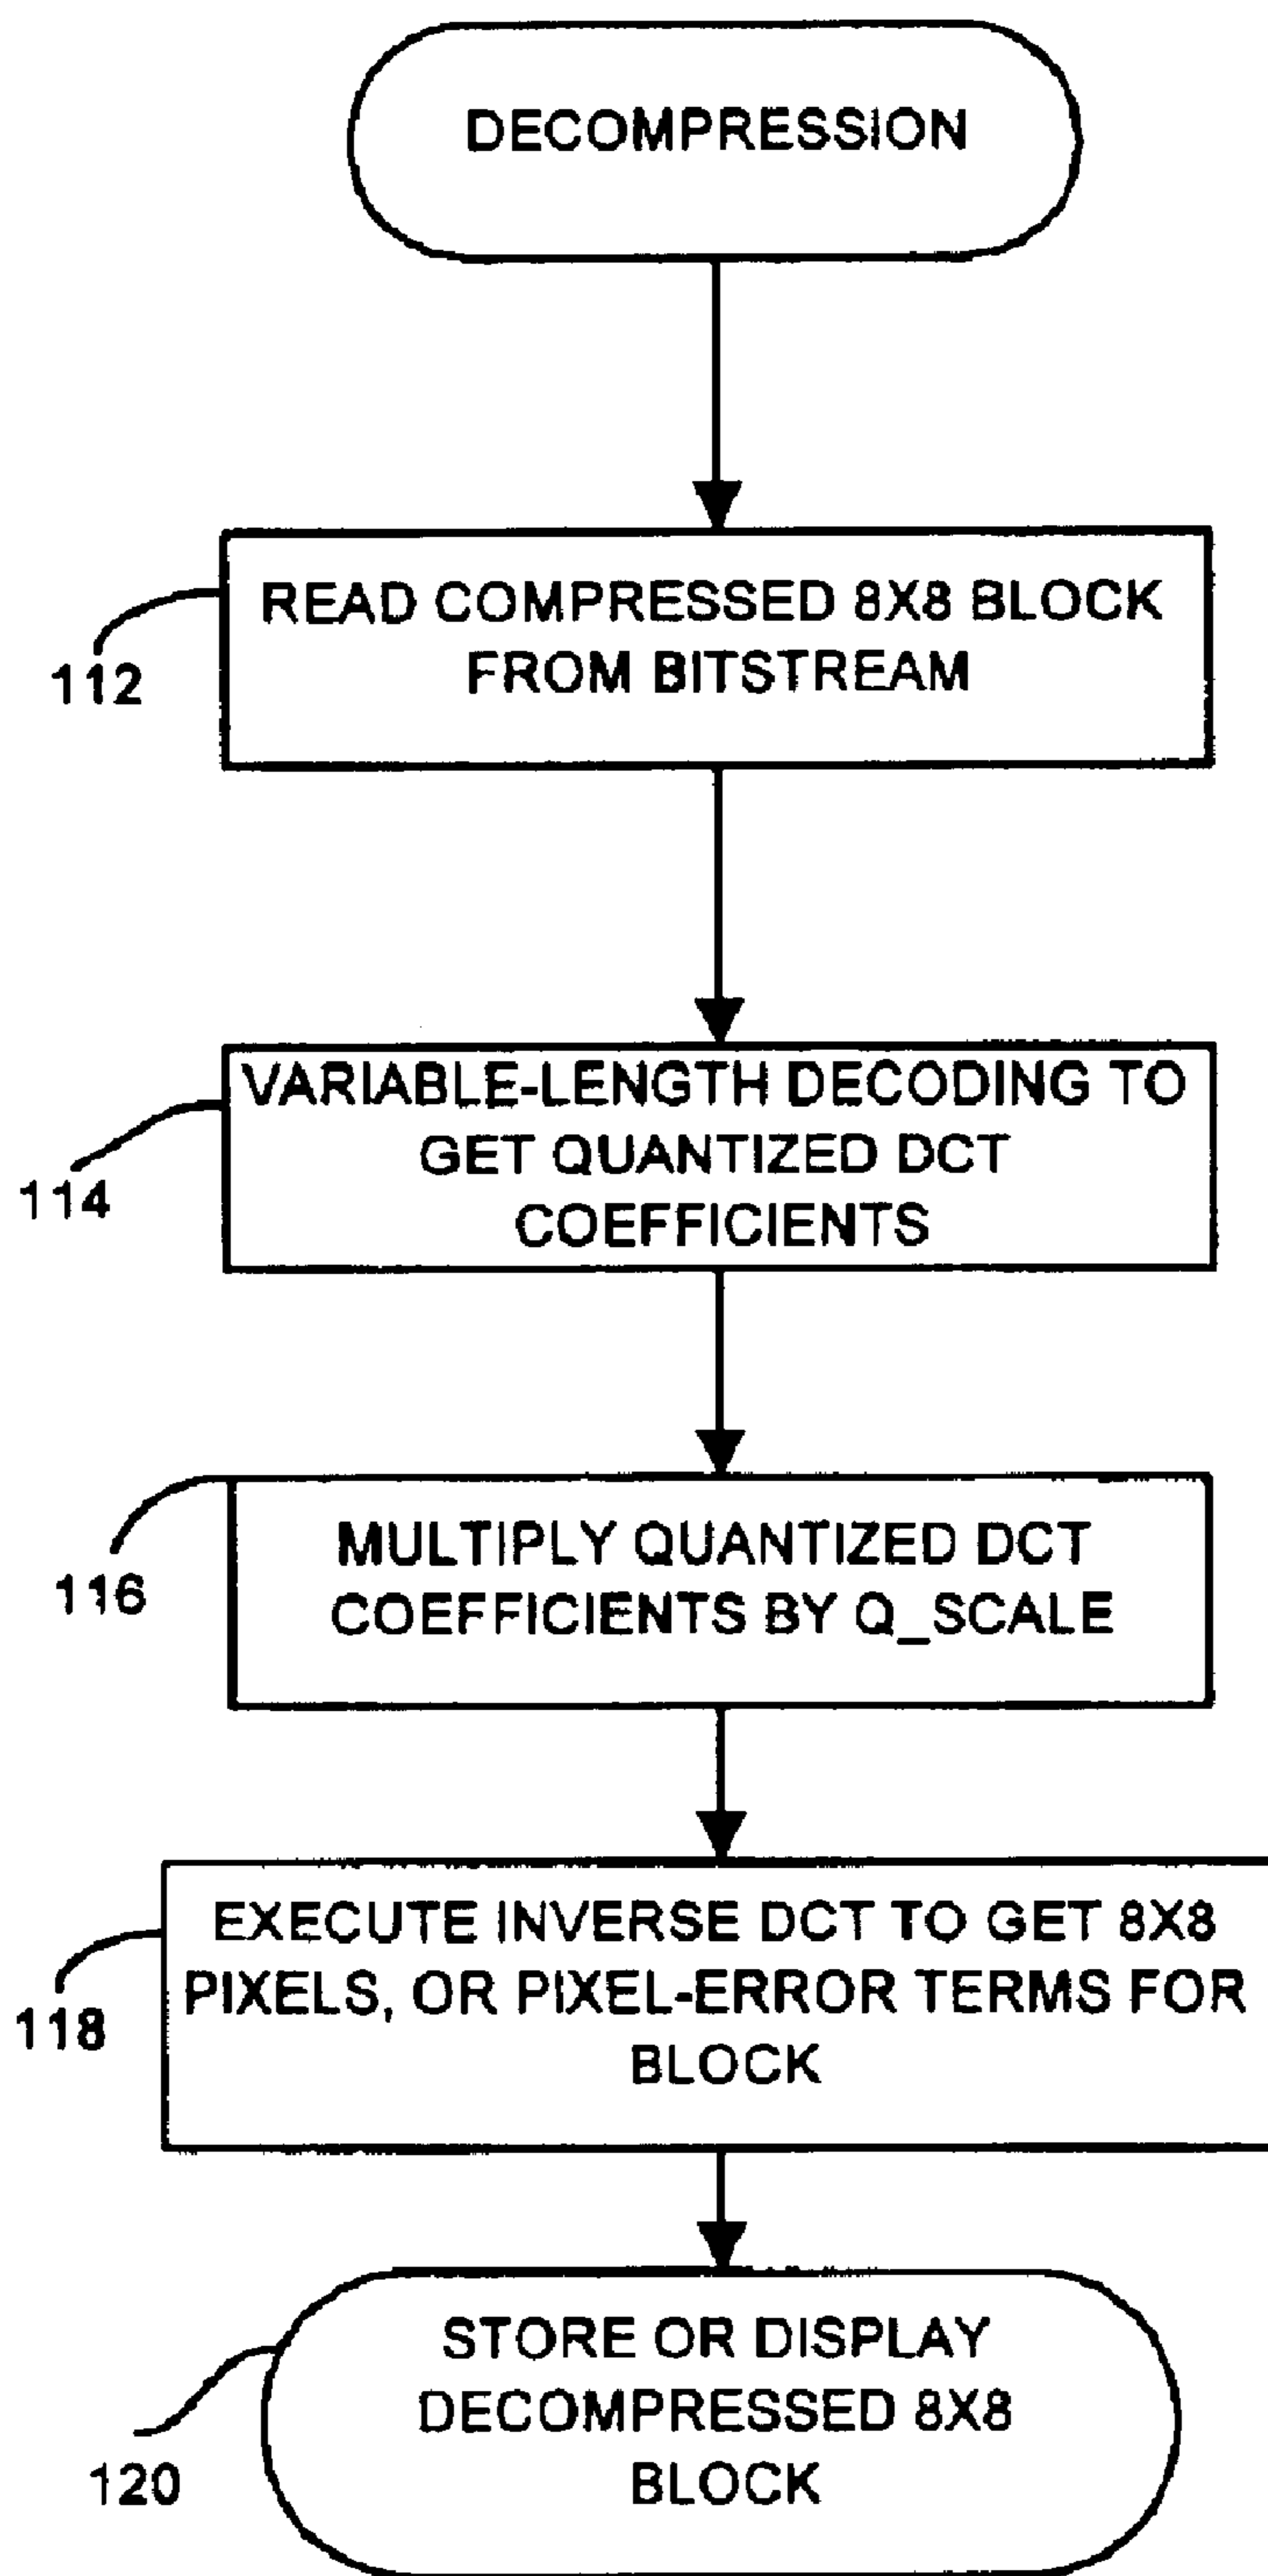 DECOMPRESSION
READ COMPRESSED 8X8 BLOCK
FROM BITSTREAM
112
VARIABLE-LENGTH DECODING TO
GET QUANTIZED DCT
COEFFICIENTS
114
MULTIPLY QUANTIZED DCT
COEFFICIENTS BY Q_SCALE
116
EXECUTE INVERSE DCT TO GET 8X8
PIXELS, OR PIXEL-ERROR TERMS FOR
BLOCK
118
STORE OR DISPLAY
DECOMPRESSED 8X8
BLOCK
120